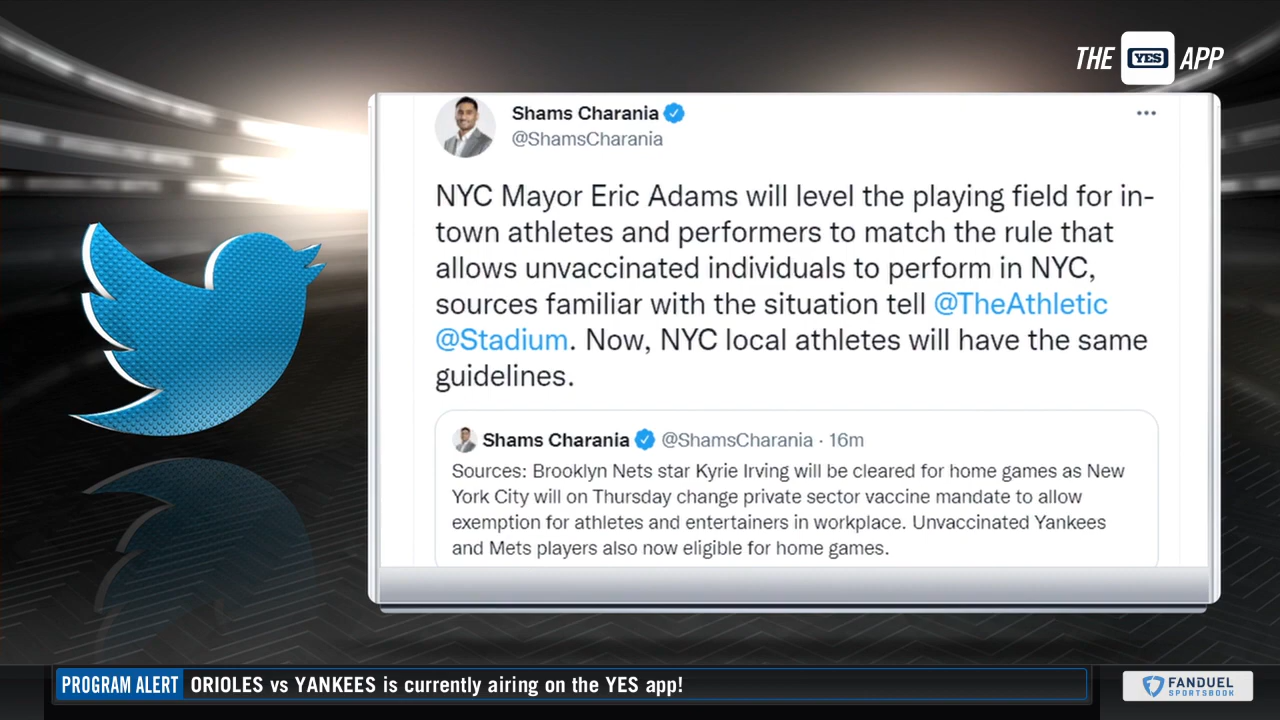 THE YES APP
Shams Charania
@ShamsCharania
NYC Mayor Eric Adams will level the playing field for in-
town athletes and performers to match the rule that
allows unvaccinated individuals to perform in NYC,
sources familiar with the situation tell @TheAthletic
@Stadium. Now, NYC local athletes will have the same
guidelines.
Shams Charania @ShamsCharania · 16m
Sources: Brooklyn Nets star Kyrie Irving will be cleared for home games as New
York City will on Thursday change private sector vaccine mandate to allow
exemption for athletes and entertainers in workplace. Unvaccinated Yankees
and Mets players also now eligible for home games.
PROGRAM ALERT ORIOLES vs YANKEES is currently airing on the YES app!
FANDUEL
SPORTSBOOK